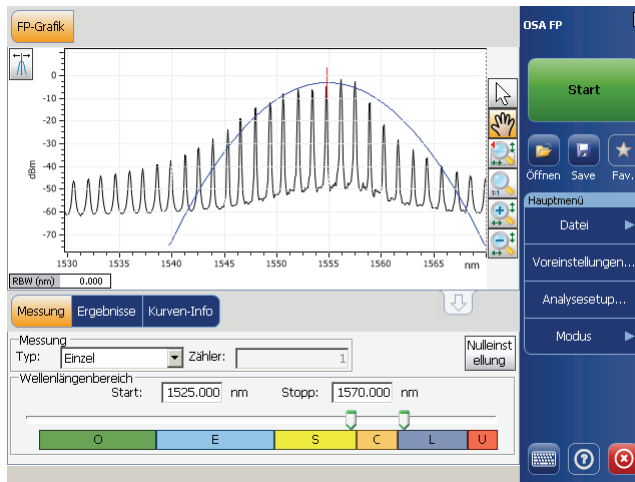 FP-Grafik
OSA FP
0
-10
-20
-30
-40
-50
-60
-70
dBm
1530 1535 1540 1545 1550 1555 1560 1565 nm
RBW (nm) 0.000
1:1
Start
Öffnen Save Fav.
Hauptmenü
Datei
Voreinstellungen...
Analysesetup...
Modus
Messung Ergebnisse Kurven-Info
Messung
Typ: Einzel Zähler: 1
Nulleinst
ellung
Wellenlängenbereich
Start: 1525.000 nm Stopp: 1570.000 nm
O E S C L U